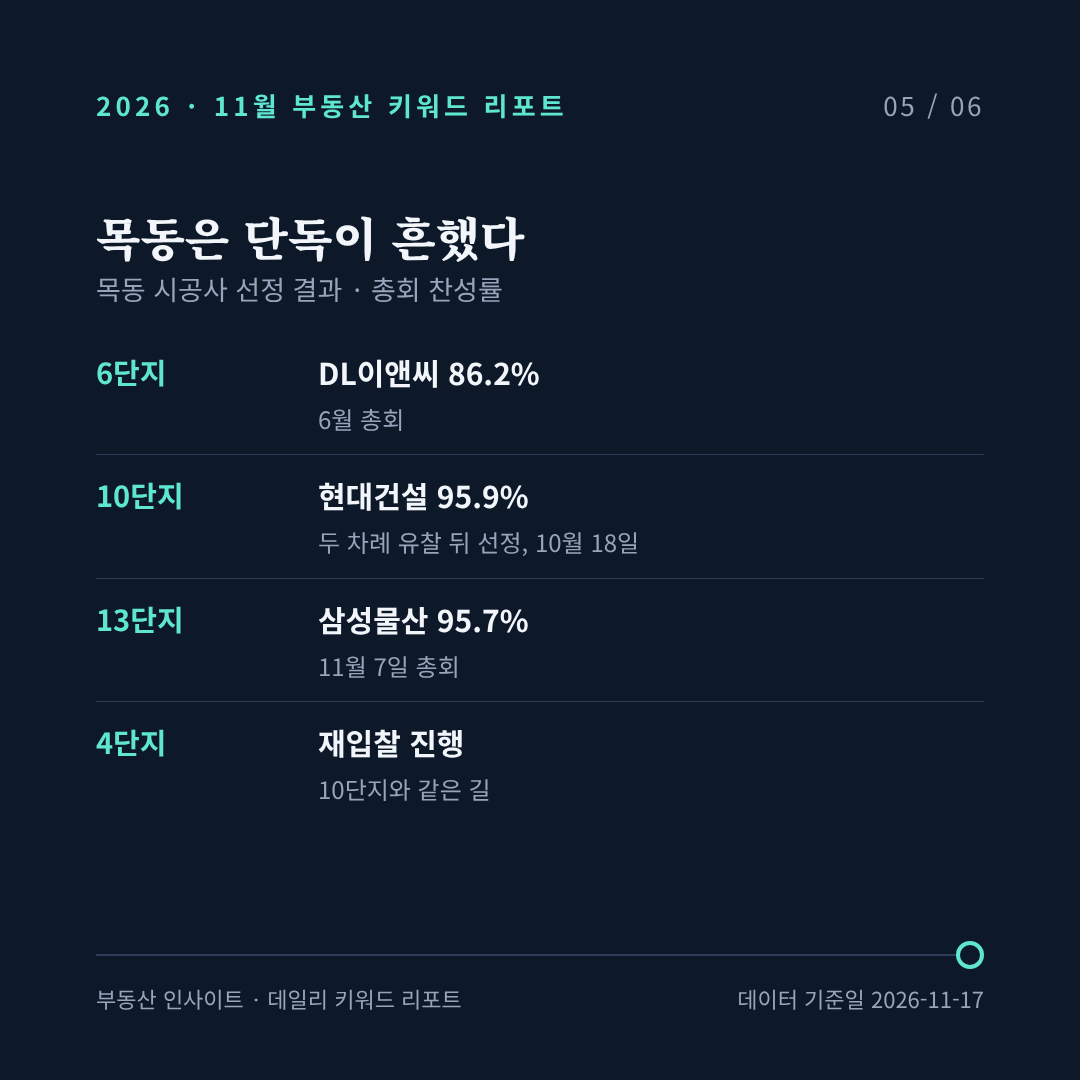 2026 · 11월 부동산 키워드 리포트
05 / 06
목동은 단독이 흔했다
목동 시공사 선정 결과 · 총회 찬성률
6단지
DL이앤씨 86.2%
6월 총회
10단지
현대건설 95.9%
두 차례 유찰 뒤 선정, 10월 18일
13단지
삼성물산 95.7%
11월 7일 총회
4단지
재입찰 진행
10단지와 같은 길
부동산 인사이트 · 데일리 키워드 리포트
데이터 기준일 2026-11-17